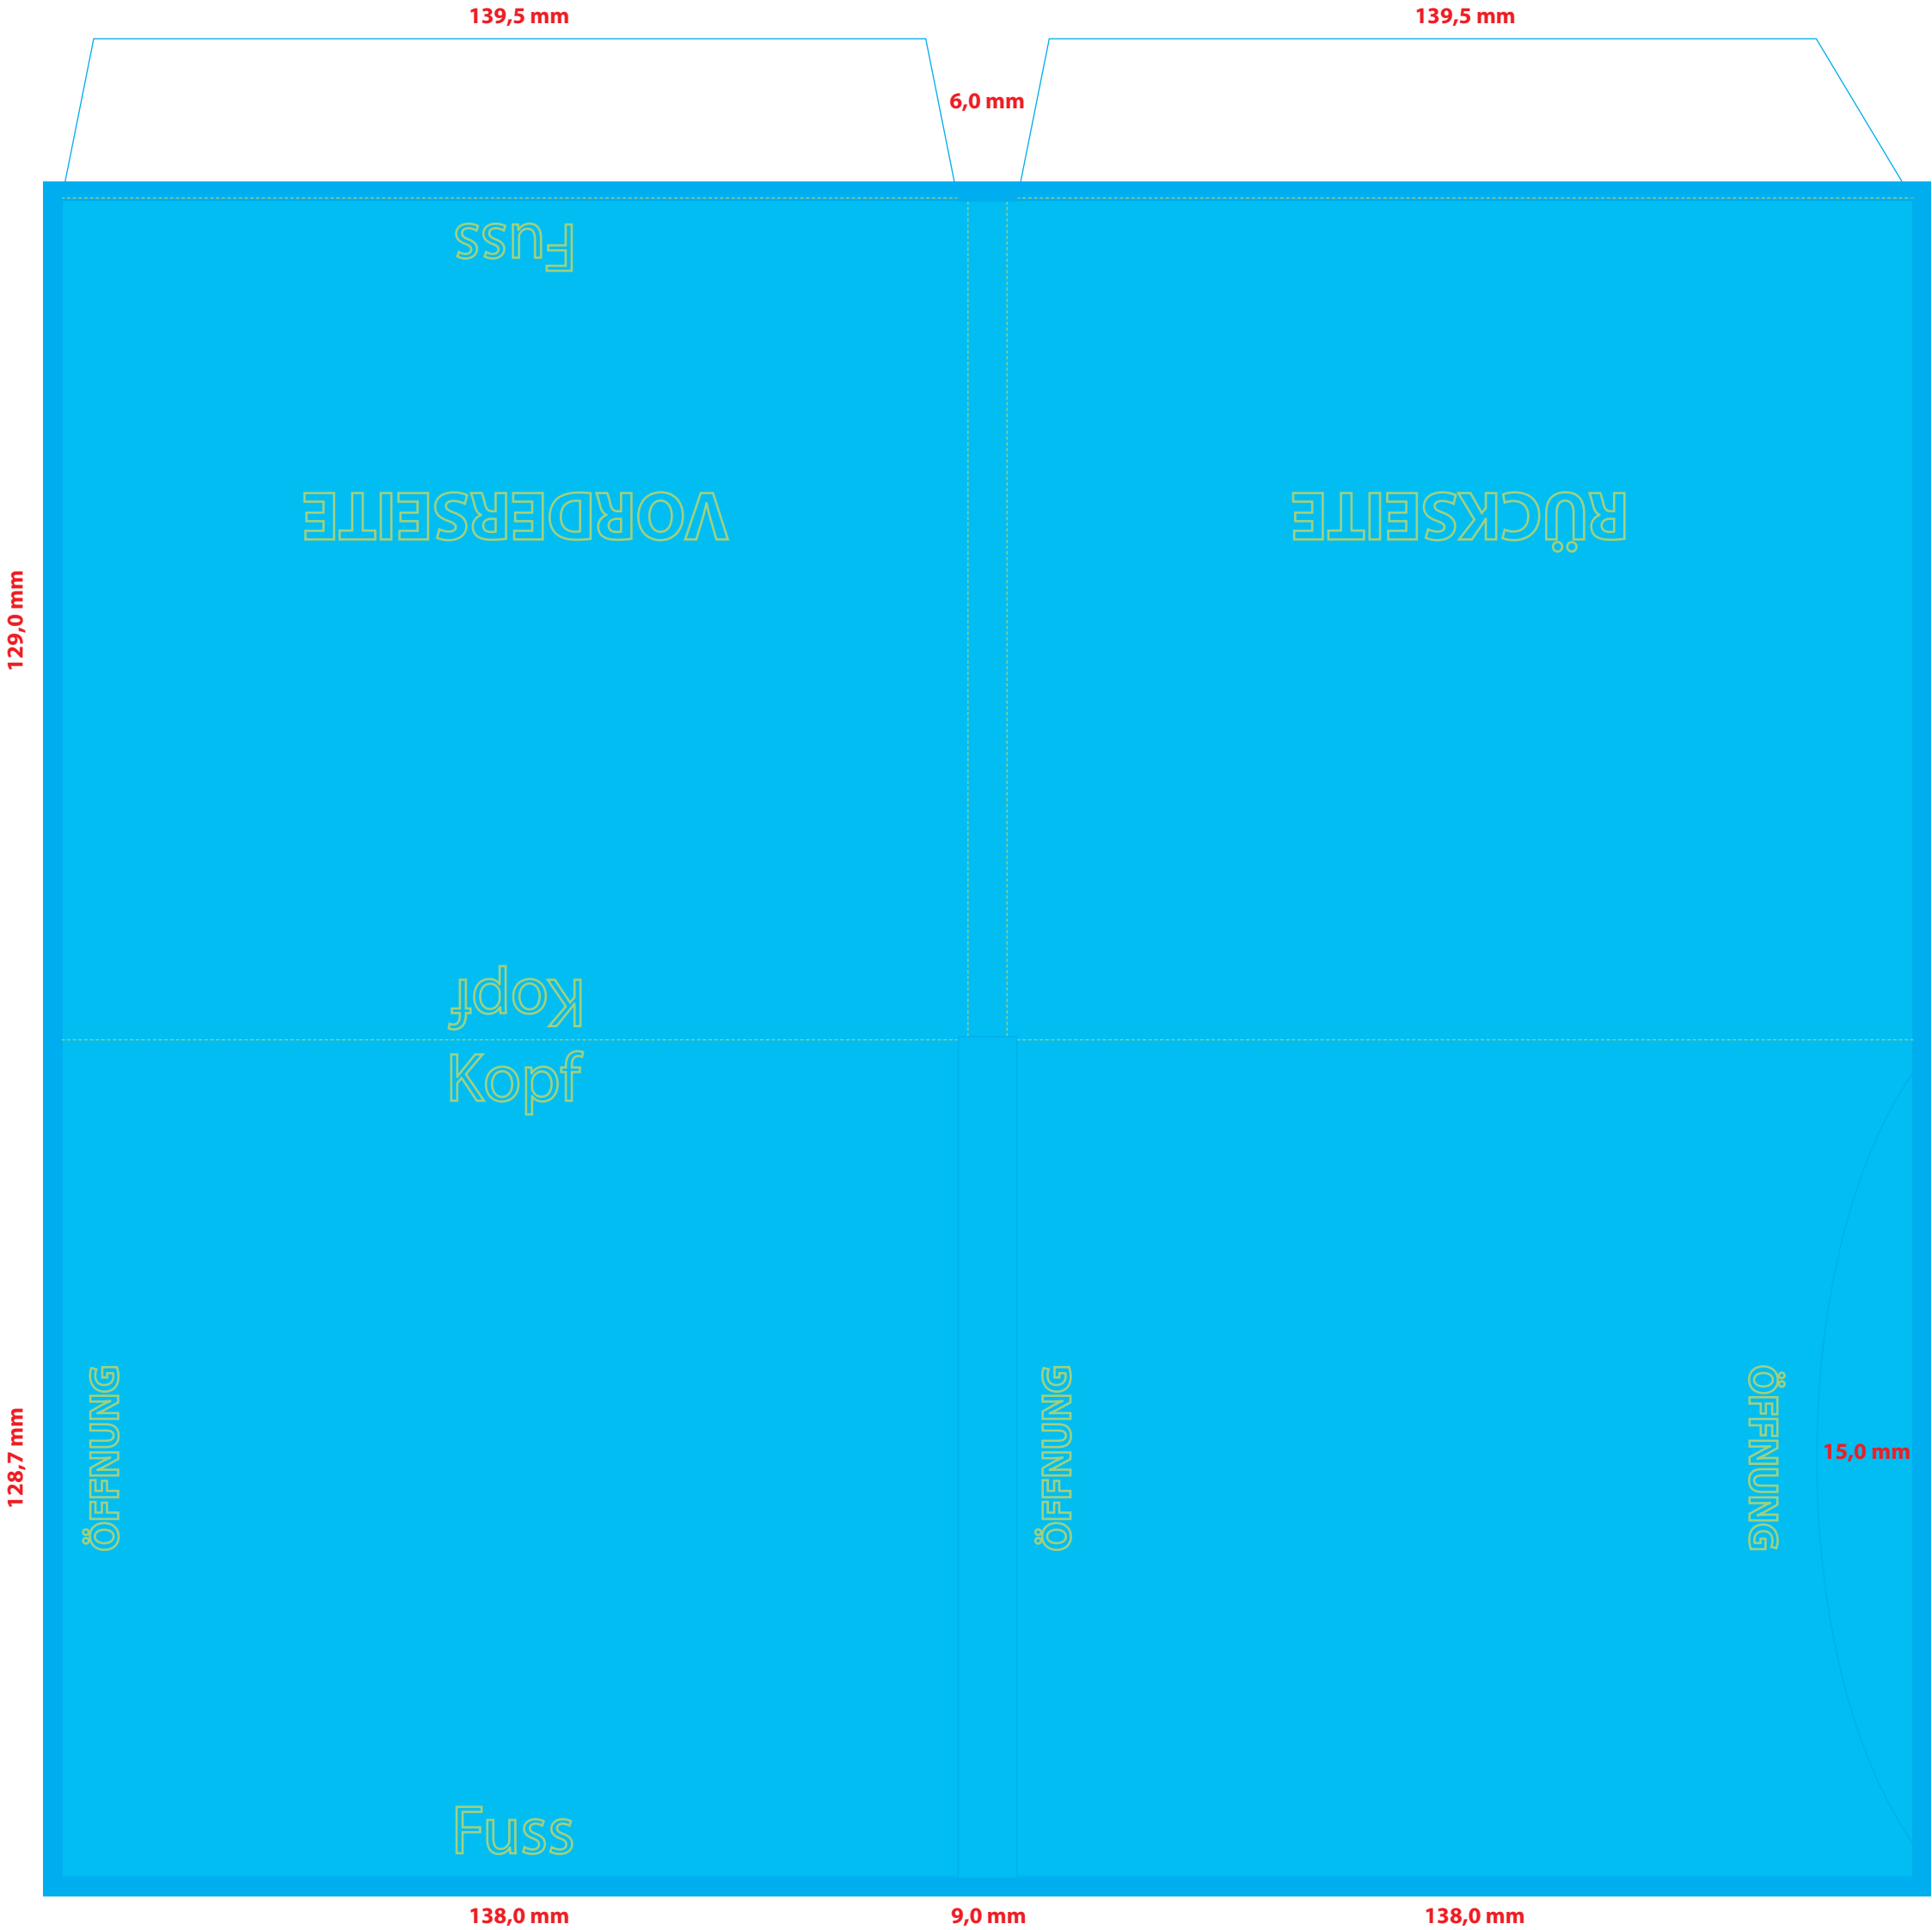 139,5 mm
139,5 mm
6,0 mm
Fuss
VORDERSEITE
RÜCKSEITE
129,0 mm
Kopf
Kopf
ÖFFNUNG
ÖFFNUNG
ÖFFNUNG
15,0 mm
128,7 mm
Fuss
138,0 mm
9,0 mm
138,0 mm